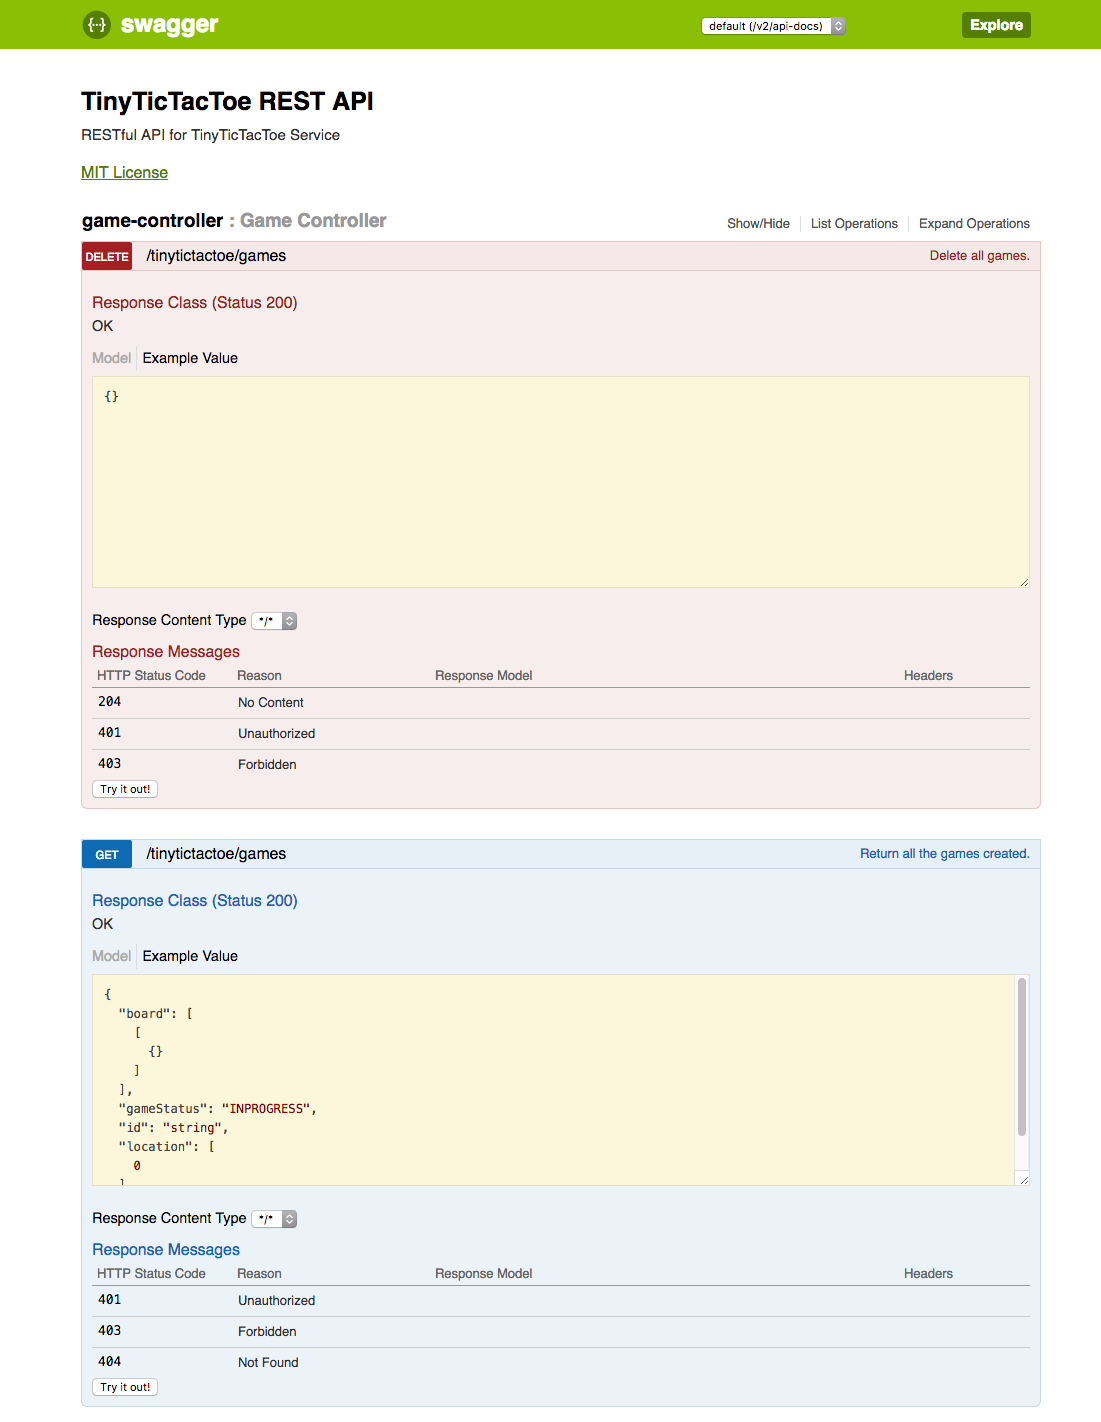 {···} swagger default (/v2/api-docs) Explore
TinyTicTacToe REST API
RESTful API for TinyTicTacToe Service
MIT License
game-controller : Game Controller Show/Hide List Operations Expand Operations
DELETE /tinytictactoe/games Delete all games.
Response Class (Status 200)
OK
Model Example Value
{}
Response Content Type */*
Response Messages
HTTP Status Code Reason Response Model Headers
204 No Content
401 Unauthorized
403 Forbidden
Try it out!
GET /tinytictactoe/games Return all the games created.
Response Class (Status 200)
OK
Model Example Value
{
"board": [
[
{}
]
],
"gameStatus": "INPROGRESS",
"id": "string",
"location": [
0
]
Response Content Type */*
Response Messages
HTTP Status Code Reason Response Model Headers
401 Unauthorized
403 Forbidden
404 Not Found
Try it out!